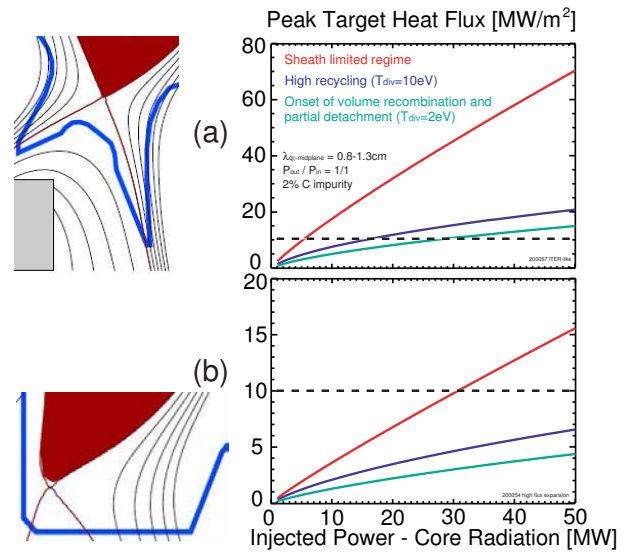 Peak Target Heat Flux [MW/m²]
(a)
80
60
40
20
0
Sheath limited regime
High recycling (Tdiv=10eV)
Onset of volume recombination and
partial detachment (Tdiv=2eV)
λq||-midplane = 0.8-1.3cm
Pout / Pin = 1/1
2% C impurity
200057 ITER-like
(b)
20
15
10
5
0
200054 high flux expansion
0 10 20 30 40 50
Injected Power - Core Radiation [MW]